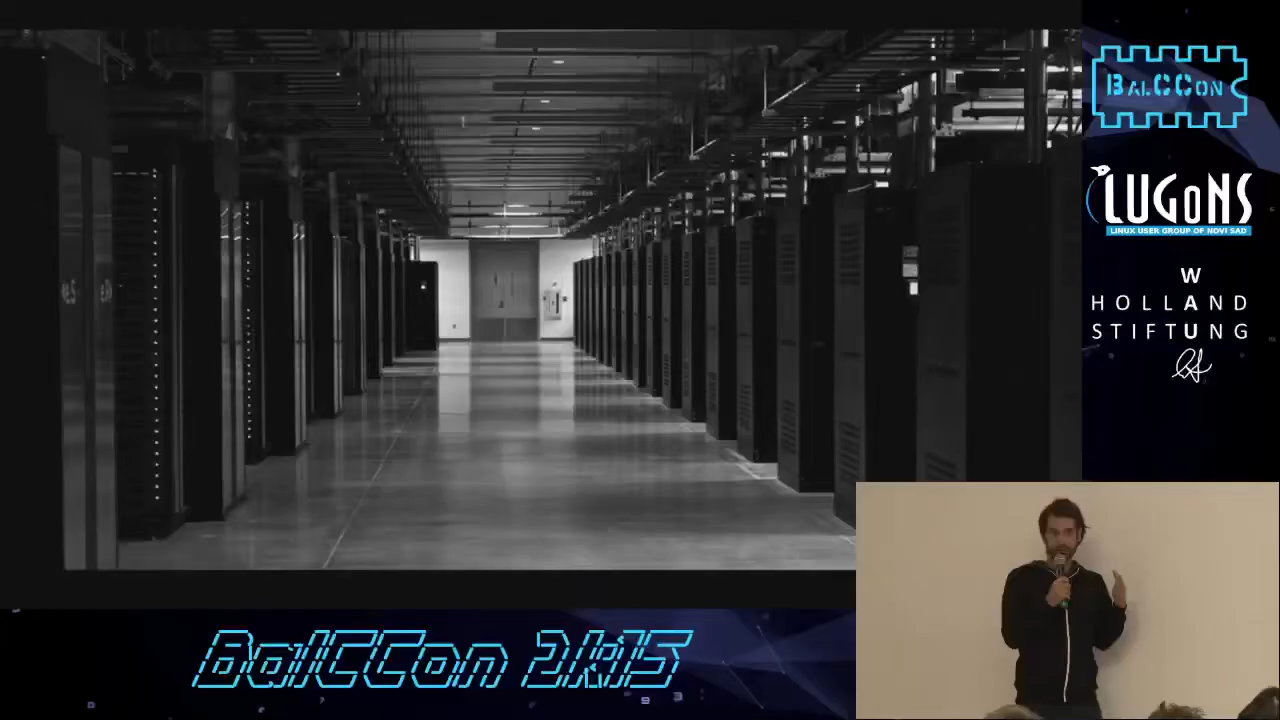 BALCCON
LUGoNS
LINUX USER GROUP OF NOVI SAD
W
HOLLAND
STIFTUNG
BalCCon 2k15